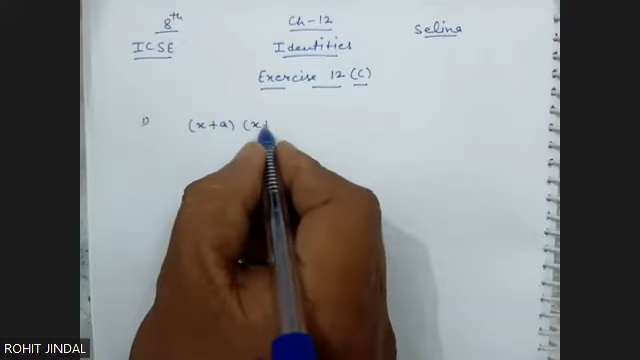 8th Ch-12 Selina
ICSE Identities
Exercise 12 (C)
1) (x+a) (x+
ROHIT JINDAL